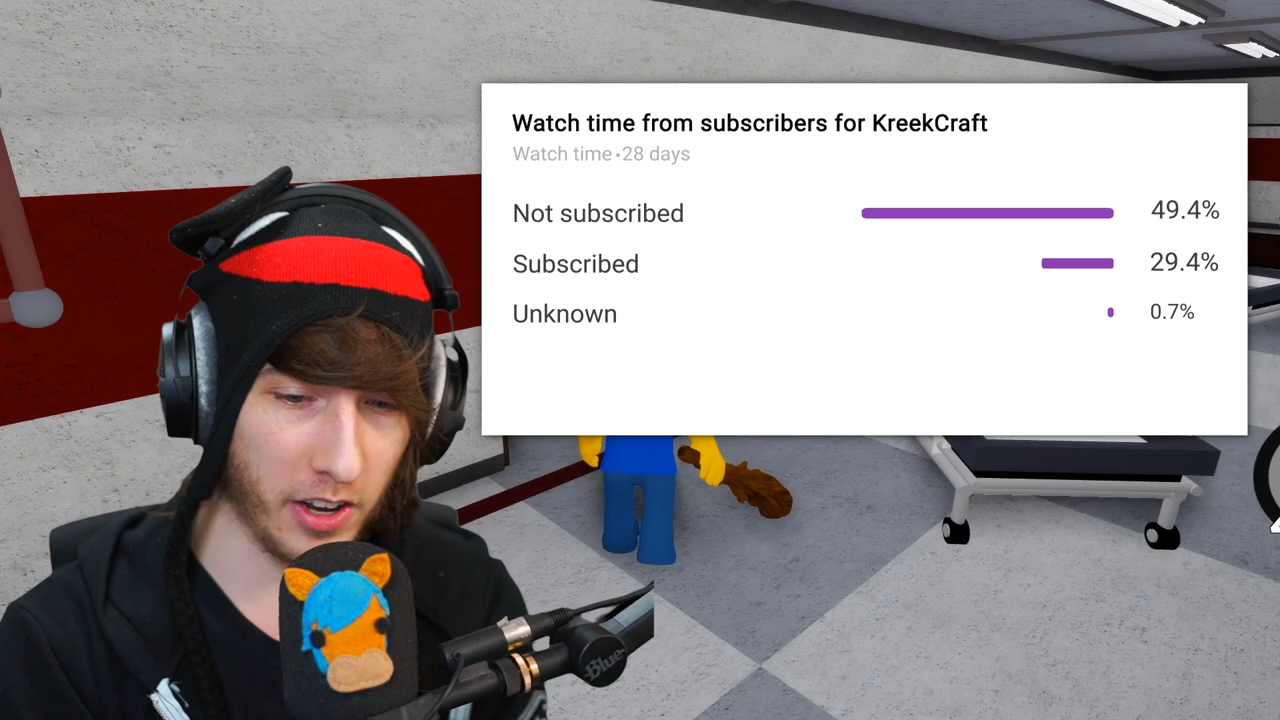 Watch time from subscribers for KreekCraft
Watch time•28 days
Not subscribed 49.4%
Subscribed 29.4%
Unknown 0.7%
Blue